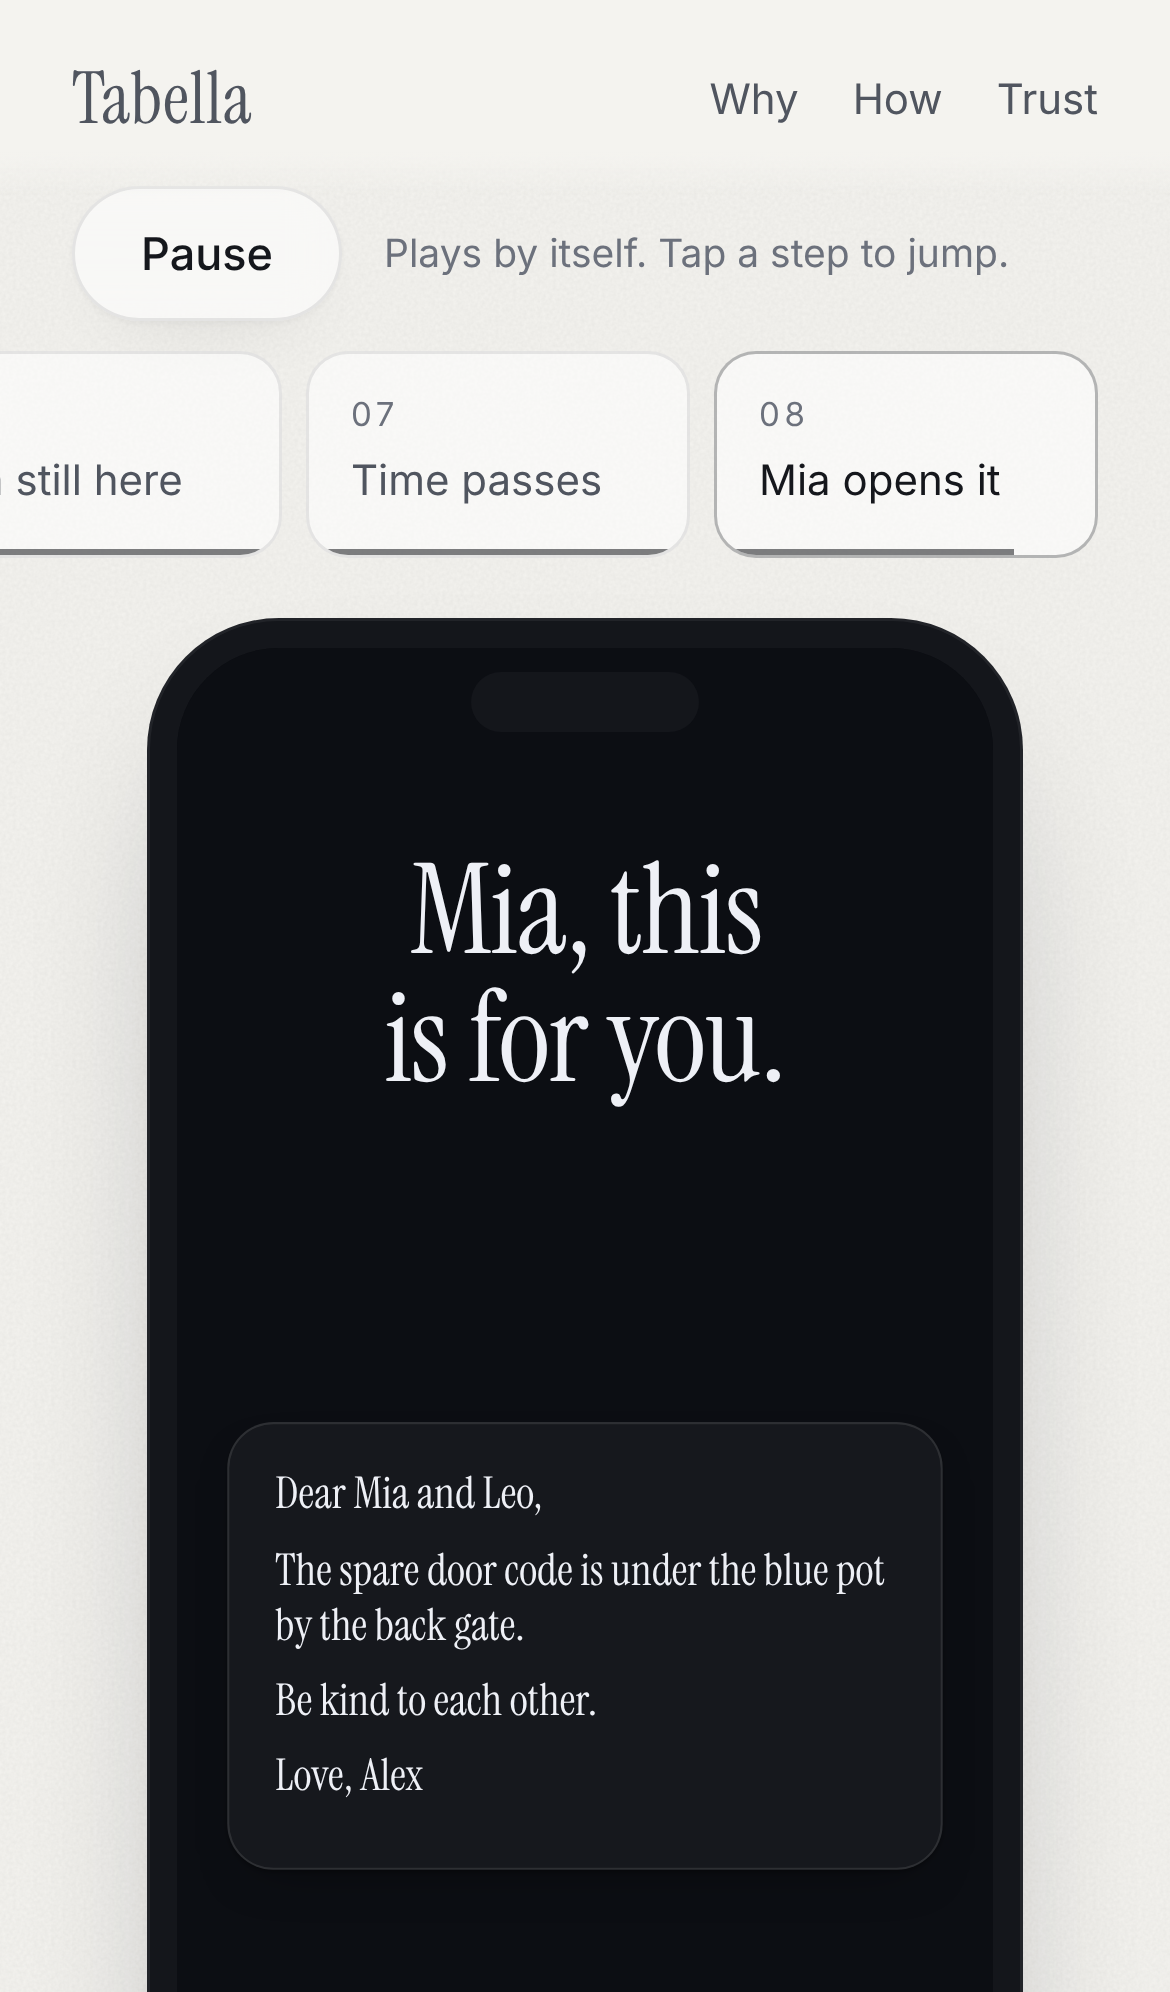 Tabella
Why How Trust
Pause
Plays by itself. Tap a step to jump.
still here
07
Time passes
08
Mia opens it
Mia, this
is for you.
Dear Mia and Leo,
The spare door code is under the blue pot
by the back gate.
Be kind to each other.
Love, Alex